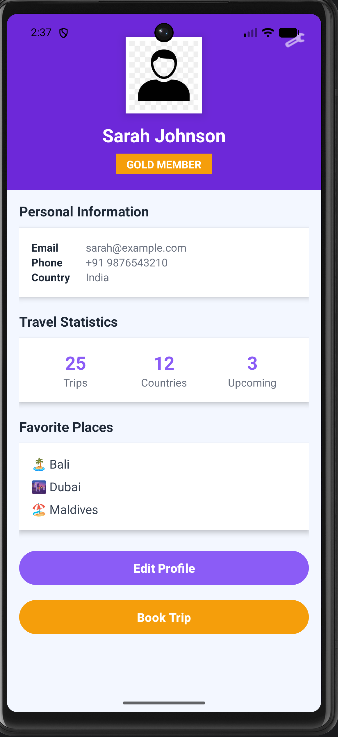 2:37
Sarah Johnson
GOLD MEMBER
Personal Information
Email sarah@example.com
Phone +91 9876543210
Country India
Travel Statistics
25 12 3
Trips Countries Upcoming
Favorite Places
🏝️ Bali
🌆 Dubai
🏖️ Maldives
Edit Profile
Book Trip